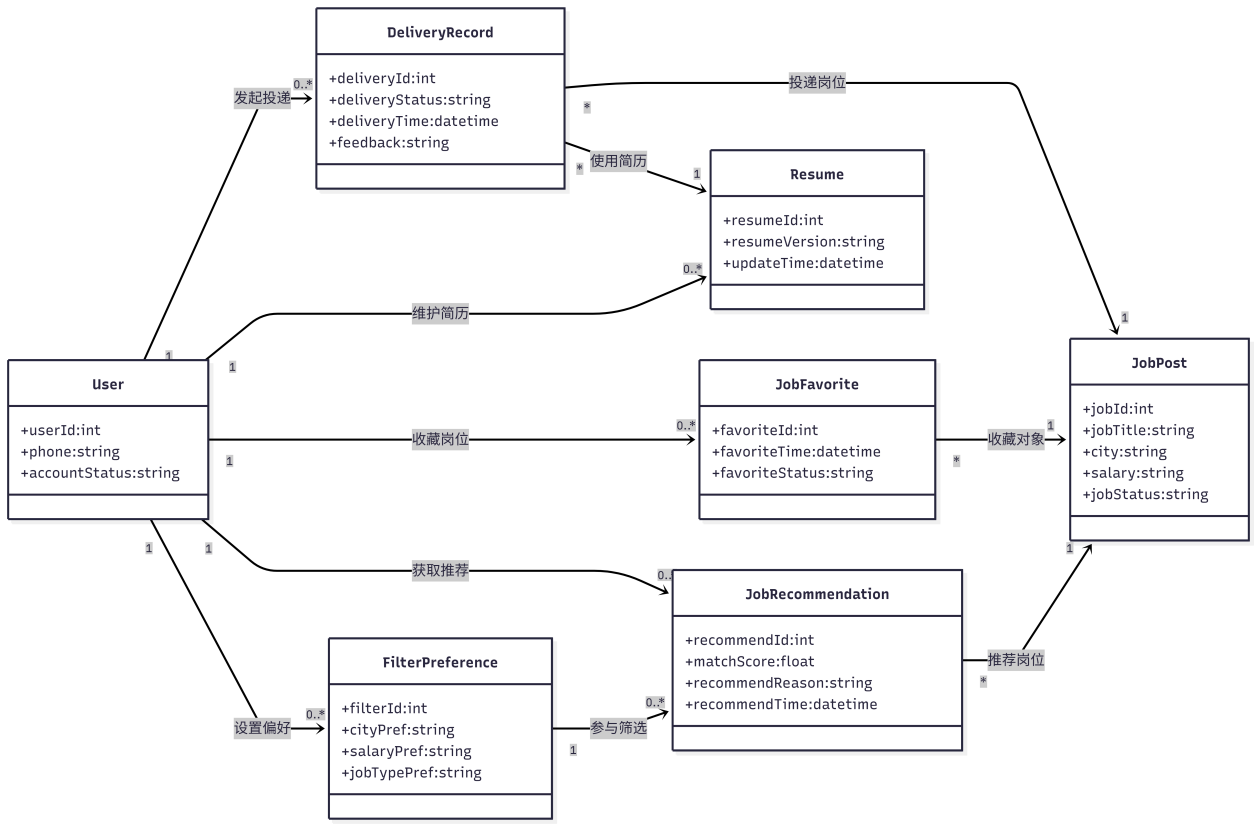 DeliveryRecord
+deliveryId:int
+deliveryStatus:string
+deliveryTime:datetime
+feedback:string
发起投递
0..*
投递岗位
*
使用简历
*
1
Resume
+resumeId:int
+resumeVersion:string
+updateTime:datetime
0..*
维护简历
1
1
1
User
+userId:int
+phone:string
+accountStatus:string
收藏岗位
0..*
1
JobFavorite
+favoriteId:int
+favoriteTime:datetime
+favoriteStatus:string
收藏对象
1
*
JobPost
+jobId:int
+jobTitle:string
+city:string
+salary:string
+jobStatus:string
1
1
1
获取推荐
0..
JobRecommendation
+recommendId:int
+matchScore:float
+recommendReason:string
+recommendTime:datetime
推荐岗位
*
FilterPreference
+filterId:int
+cityPref:string
+salaryPref:string
+jobTypePref:string
设置偏好
0..*
参与筛选
0..*
1